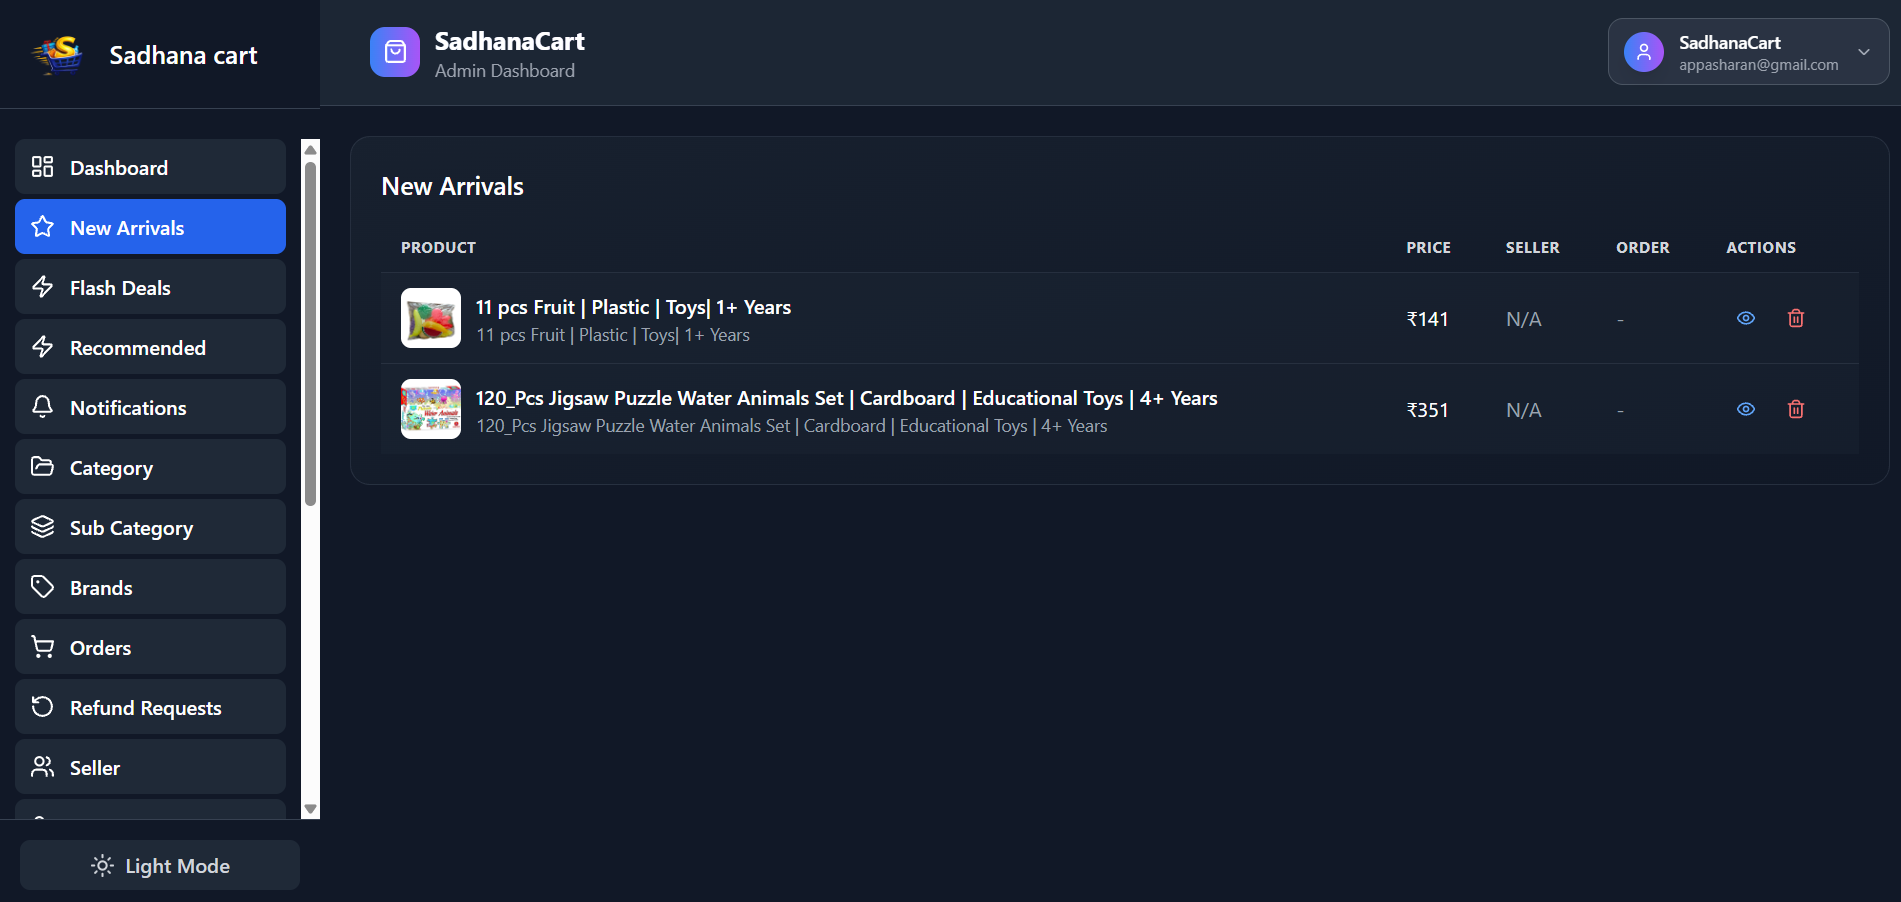 Sadhana cart
SadhanaCart
Admin Dashboard
SadhanaCart
appasharan@gmail.com
Dashboard
New Arrivals
Flash Deals
Recommended
Notifications
Category
Sub Category
Brands
Orders
Refund Requests
Seller
Light Mode
New Arrivals
PRODUCT PRICE SELLER ORDER ACTIONS
11 pcs Fruit | Plastic | Toys| 1+ Years
11 pcs Fruit | Plastic | Toys| 1+ Years
₹141 N/A -
120_Pcs Jigsaw Puzzle Water Animals Set | Cardboard | Educational Toys | 4+ Years
120_Pcs Jigsaw Puzzle Water Animals Set | Cardboard | Educational Toys | 4+ Years
₹351 N/A -